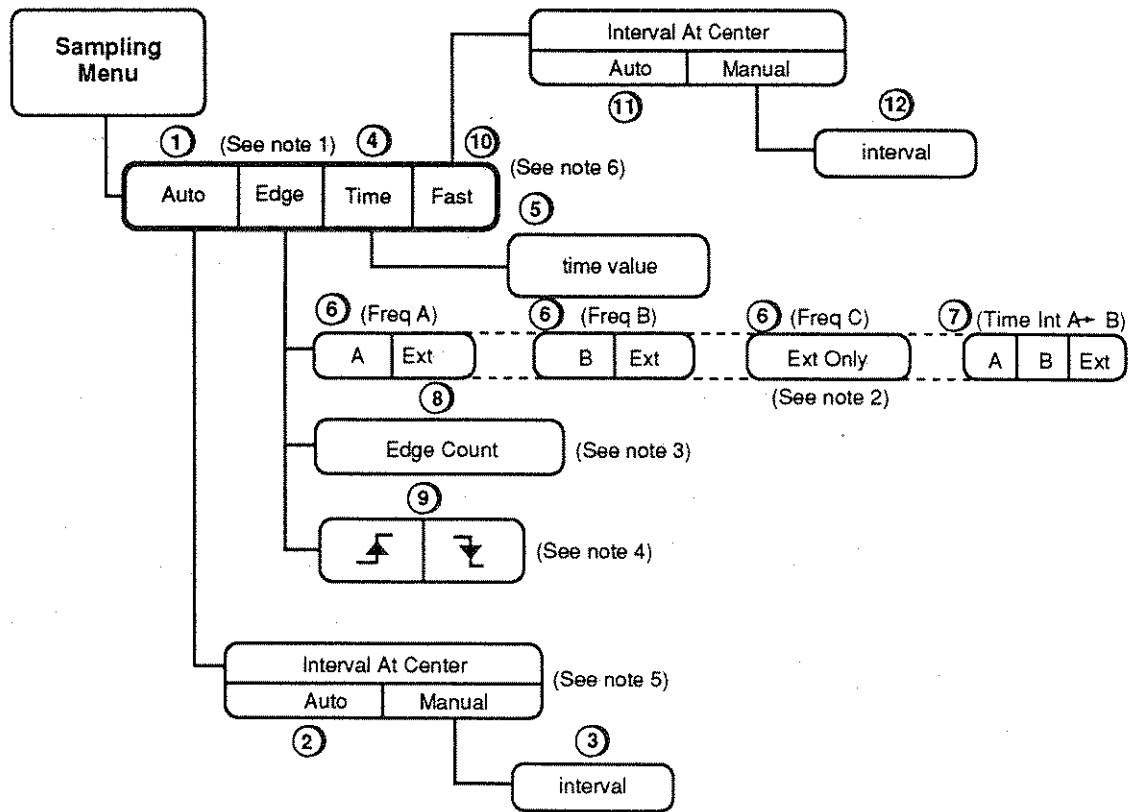 Sampling
Menu
Interval At Center
Auto Manual
11
12
interval
1 (See note 1) 4 10
Auto Edge Time Fast
(See note 6)
5
time value
6 (Freq A) 6 (Freq B) 6 (Freq C) 7 (Time Int A→ B)
A Ext B Ext Ext Only A B Ext
(See note 2)
8
Edge Count (See note 3)
9
(See note 4)
Interval At Center
Auto Manual
(See note 5)
2
3
interval